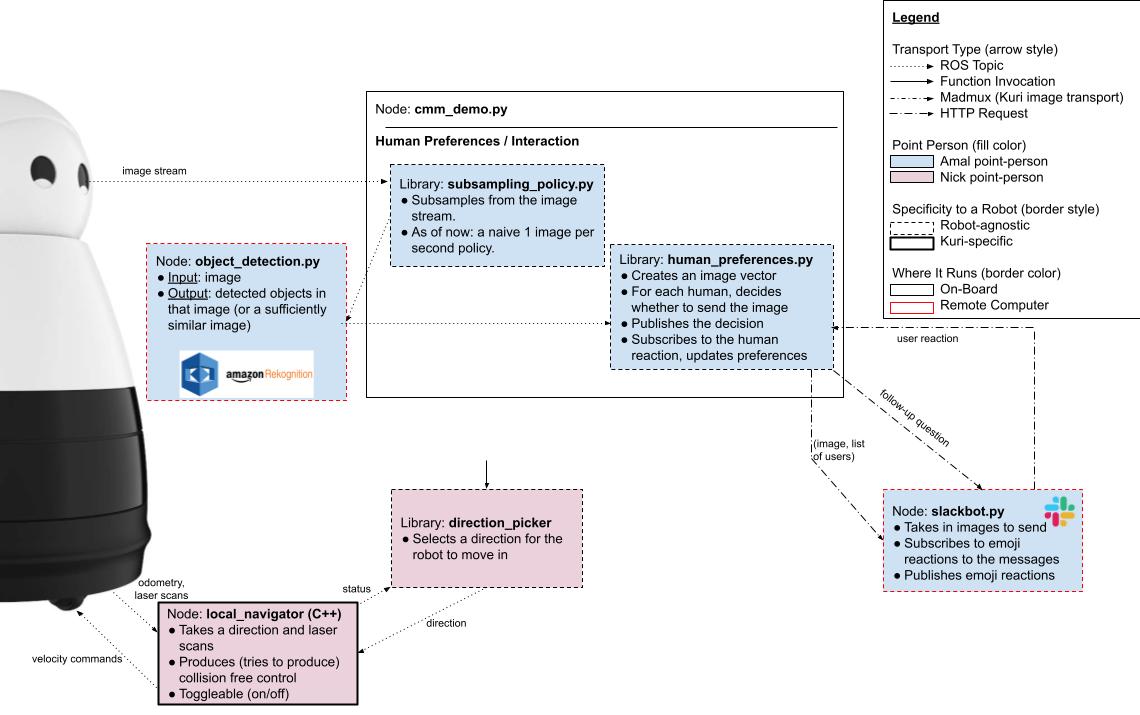 Legend
Transport Type (arrow style)
ROS Topic
Function Invocation
Madmux (Kuri image transport)
HTTP Request
Point Person (fill color)
Amal point-person
Nick point-person
Specificity to a Robot (border style)
Robot-agnostic
Kuri-specific
Where It Runs (border color)
On-Board
Remote Computer
Node: cmm_demo.py
Human Preferences / Interaction
image stream
Library: subsampling_policy.py
● Subsamples from the image
stream.
● As of now: a naive 1 image per
second policy.
Node: object_detection.py
● Input: image
● Output: detected objects in
that image (or a sufficiently
similar image)
amazon Rekognition
Library: human_preferences.py
● Creates an image vector
● For each human, decides
whether to send the image
● Publishes the decision
● Subscribes to the human
reaction, updates preferences
user reaction
follow-up question
(image, list
of users)
Node: slackbot.py
● Takes in images to send
● Subscribes to emoji
reactions to the messages
● Publishes emoji reactions
Library: direction_picker
● Selects a direction for the
robot to move in
odometry,
laser scans
status
direction
velocity commands
Node: local_navigator (C++)
● Takes a direction and laser
scans
● Produces (tries to produce)
collision free control
● Toggleable (on/off)